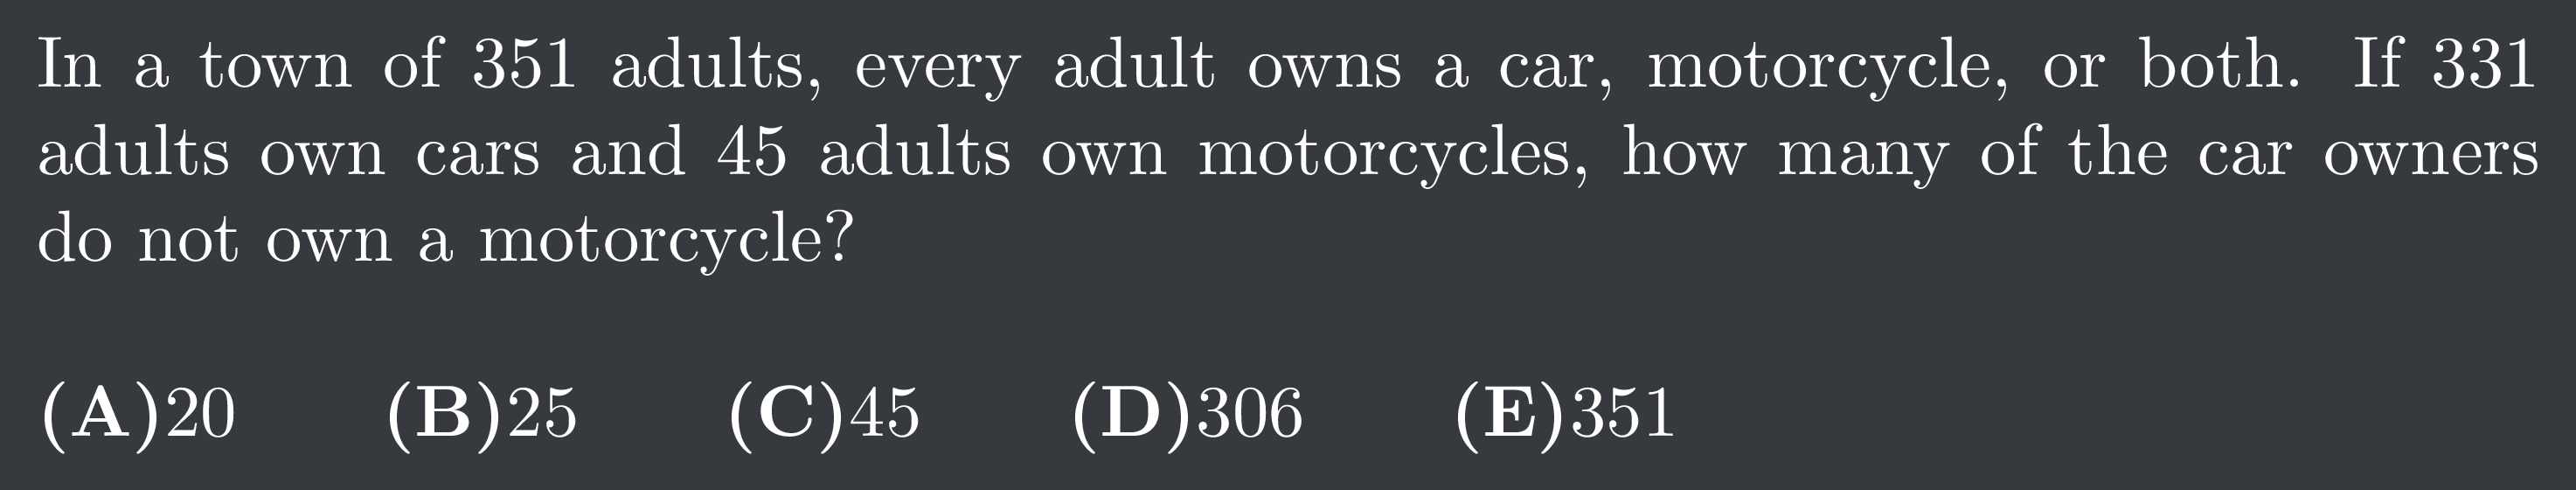 In a town of 351 adults, every adult owns a car, motorcycle, or both. If 331
adults own cars and 45 adults own motorcycles, how many of the car owners
do not own a motorcycle?
(A)20 (B)25 (C)45 (D)306 (E)351